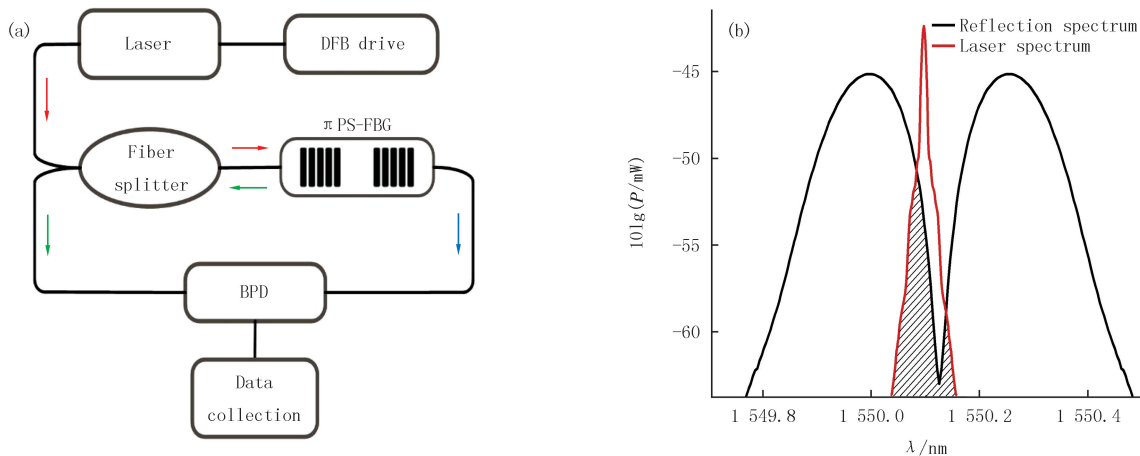 (a)
Laser
DFB drive
πPS-FBG
Fiber
splitter
BPD
Data
collection
(b)
Reflection spectrum
Laser spectrum
-45
-50
-55
-60
10lg(P/mW)
1 549.8
1 550.0
1 550.2
1 550.4
λ/nm